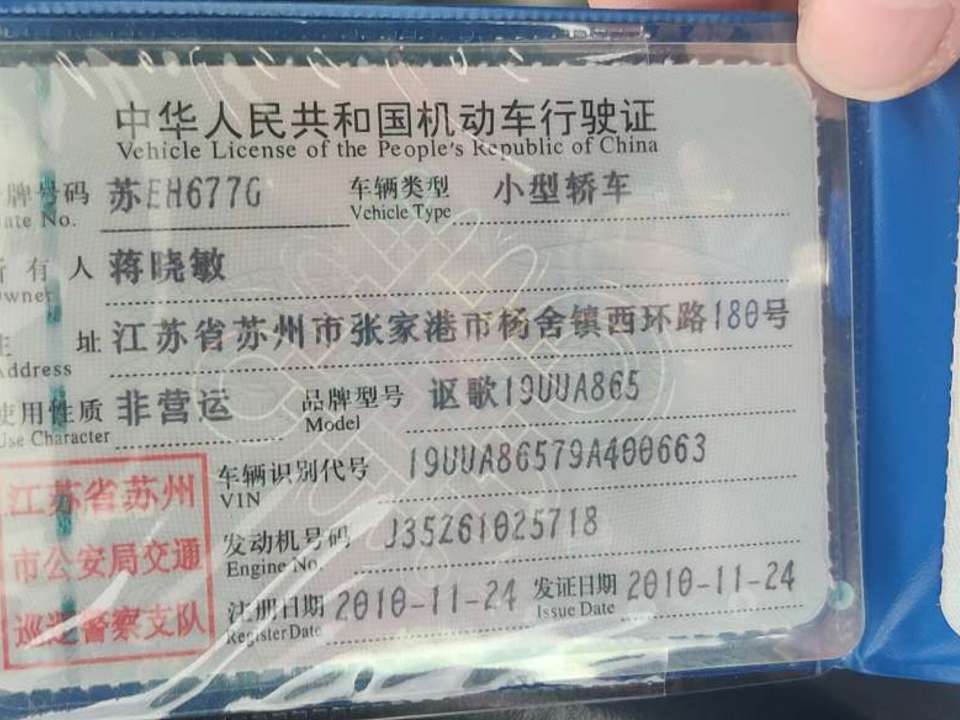 中华人民共和国机动车行驶证
Vehicle License of the People's Republic of China
牌号码 苏EH677G 车辆类型 小型轿车
ate No. Vehicle Type
所有人 蒋晓敏
Owner
址 江苏省苏州市张家港市杨舍镇西环路180号
Address
使用性质 非营运 品牌型号 讴歌19UUA865
Use Character Model
车辆识别代号 19UUA86579A400663
VIN
发动机号码 J35Z61025718
Engine No.
注册日期 2010-11-24 发证日期 2010-11-24
Register Date Issue Date
江苏省苏州
市公安局交通
巡逻警察支队